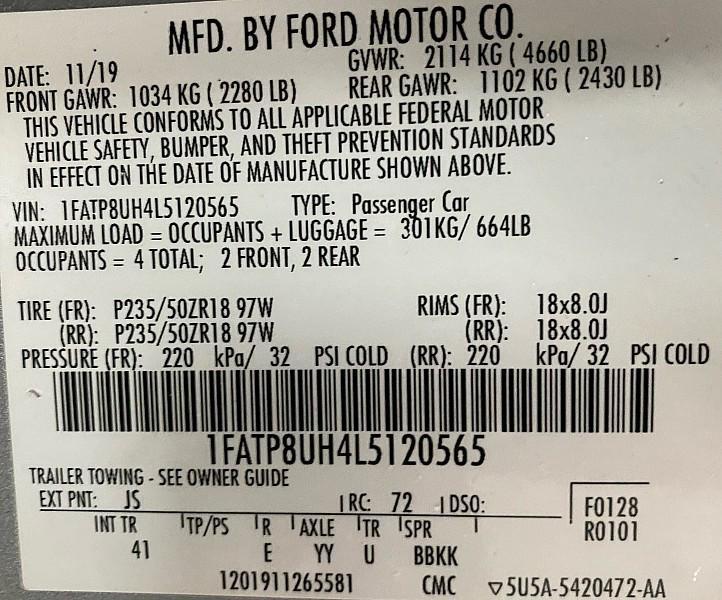 MFD. BY FORD MOTOR CO.
DATE: 11/19 GVWR: 2114 KG ( 4660 LB)
FRONT GAWR: 1034 KG ( 2280 LB) REAR GAWR: 1102 KG ( 2430 LB)
THIS VEHICLE CONFORMS TO ALL APPLICABLE FEDERAL MOTOR
VEHICLE SAFETY, BUMPER, AND THEFT PREVENTION STANDARDS
IN EFFECT ON THE DATE OF MANUFACTURE SHOWN ABOVE.
VIN: 1FATP8UH4L5120565 TYPE: Passenger Car
MAXIMUM LOAD = OCCUPANTS + LUGGAGE = 301KG/ 664LB
OCCUPANTS = 4 TOTAL; 2 FRONT, 2 REAR
TIRE (FR): P235/50ZR18 97W RIMS (FR): 18x8.0J
(RR): P235/50ZR18 97W (RR): 18x8.0J
PRESSURE (FR): 220 kPa/ 32 PSI COLD (RR): 220 kPa/ 32 PSI COLD
1FATP8UH4L5120565
TRAILER TOWING - SEE OWNER GUIDE
EXT PNT: JS RC: 72 DSO: F0128
INT TR TP/PS R AXLE TR SPR R0101
41 E YY U BBKK
1201911265581 CMC ▽5U5A-5420472-AA